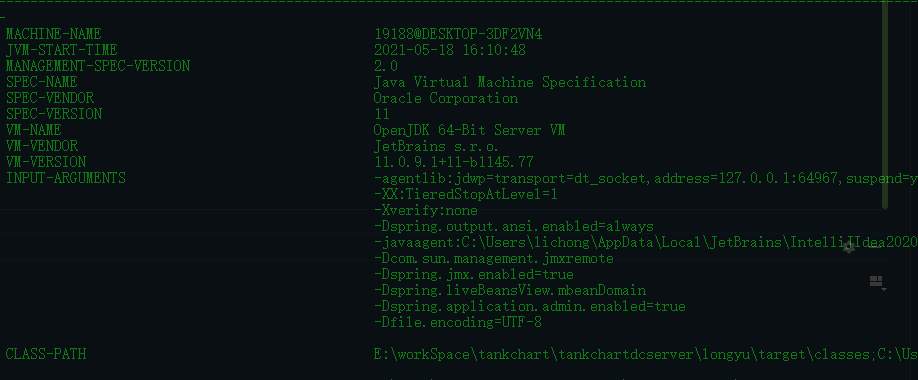 MACHINE-NAME 19188@DESKTOP-3DF2VN4
JVM-START-TIME 2021-05-18 16:10:48
MANAGEMENT-SPEC-VERSION 2.0
SPEC-NAME Java Virtual Machine Specification
SPEC-VENDOR Oracle Corporation
SPEC-VERSION 11
VM-NAME OpenJDK 64-Bit Server VM
VM-VENDOR JetBrains s.r.o.
VM-VERSION 11.0.9.1+11-b1145.77
INPUT-ARGUMENTS -agentlib:jdwp=transport=dt_socket,address=127.0.0.1:64967,suspend=y
-XX:TieredStopAtLevel=1
-Xverify:none
-Dspring.output.ansi.enabled=always
-javaagent:C:\Users\lichong\AppData\Local\JetBrains\IntelliJIdea2020
-Dcom.sun.management.jmxremote
-Dspring.jmx.enabled=true
-Dspring.liveBeansView.mbeanDomain
-Dspring.application.admin.enabled=true
-Dfile.encoding=UTF-8
CLASS-PATH E:\workSpace\tankchart\tankchartdcserver\longyu\target\classes;C:\Us